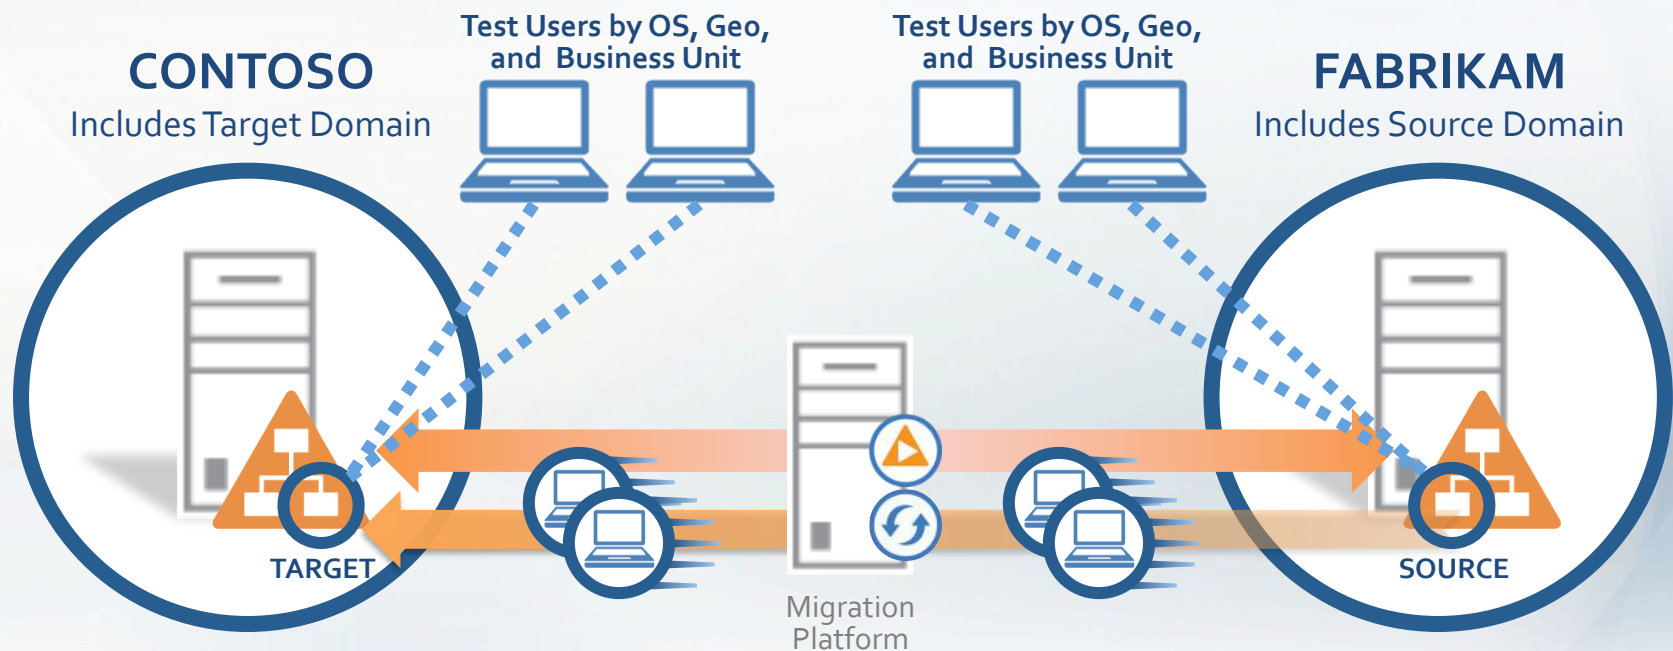 CONTOSO
Includes Target Domain
Test Users by OS, Geo,
and Business Unit
Test Users by OS, Geo,
and Business Unit
FABRIKAM
Includes Source Domain
TARGET
SOURCE
Migration
Platform